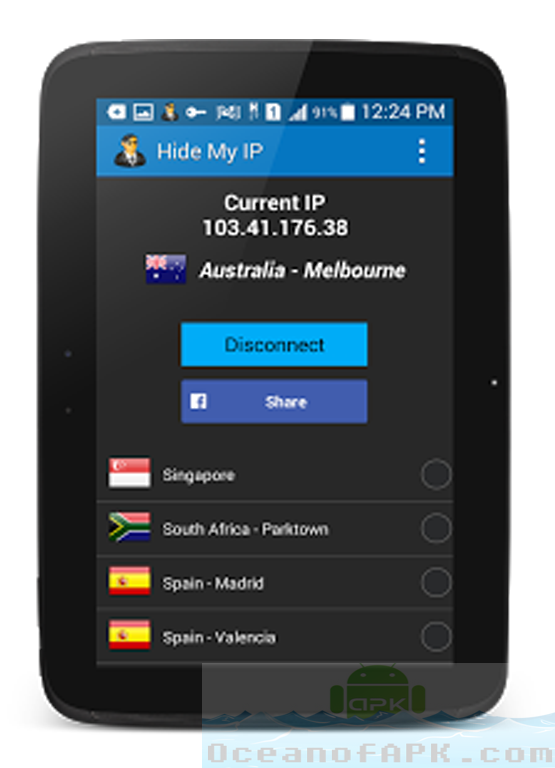 1 91% 12:24 PM
Hide My IP
Current IP
103.41.176.38
Australia - Melbourne
Disconnect
Share
Singapore
South Africa - Parktown
Spain - Madrid
Spain - Valencia
APK
OceanofAPK.com